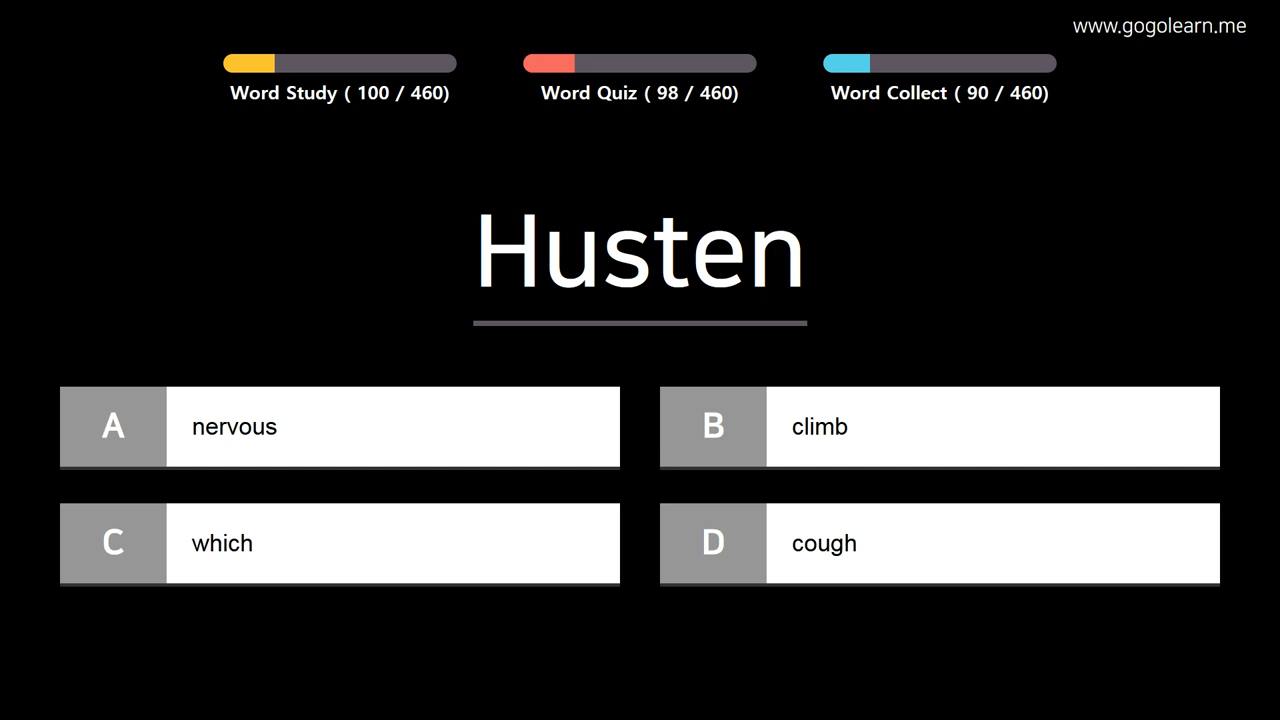 www.gogolearn.me
Word Study ( 100 / 460)
Word Quiz ( 98 / 460)
Word Collect ( 90 / 460)
Husten
A nervous
B climb
C which
D cough